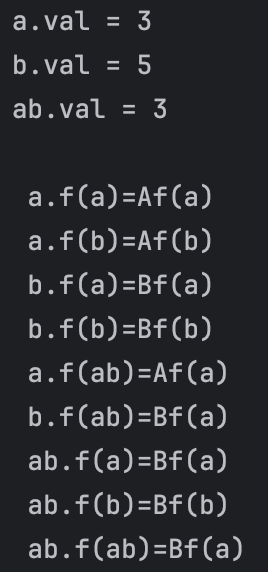 a.val = 3
b.val = 5
ab.val = 3
a.f(a)=Af(a)
a.f(b)=Af(b)
b.f(a)=Bf(a)
b.f(b)=Bf(b)
a.f(ab)=Af(a)
b.f(ab)=Bf(a)
ab.f(a)=Bf(a)
ab.f(b)=Bf(b)
ab.f(ab)=Bf(a)